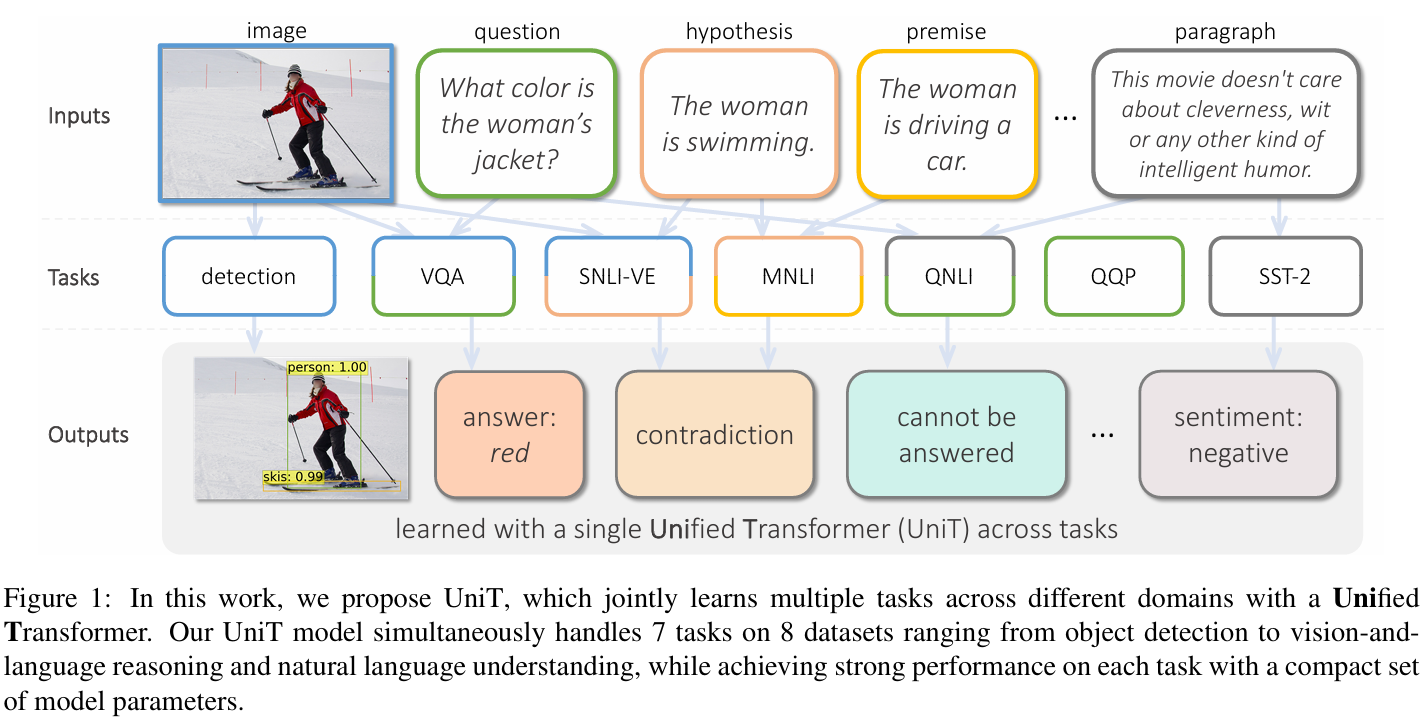 image
question
hypothesis
premise
paragraph
Inputs
What color is
the woman’s
jacket?
The woman
is swimming.
The woman
is driving a
car.
...
This movie doesn't care
about cleverness, wit
or any other kind of
intelligent humor.
Tasks
detection
VQA
SNLI-VE
MNLI
QNLI
QQP
SST-2
Outputs
person: 1.00
skis: 0.99
answer:
red
contradiction
cannot be
answered
...
sentiment:
negative
learned with a single Unified Transformer (UniT) across tasks
Figure 1: In this work, we propose UniT, which jointly learns multiple tasks across different domains with a Unified
Transformer. Our UniT model simultaneously handles 7 tasks on 8 datasets ranging from object detection to vision-and-
language reasoning and natural language understanding, while achieving strong performance on each task with a compact set
of model parameters.